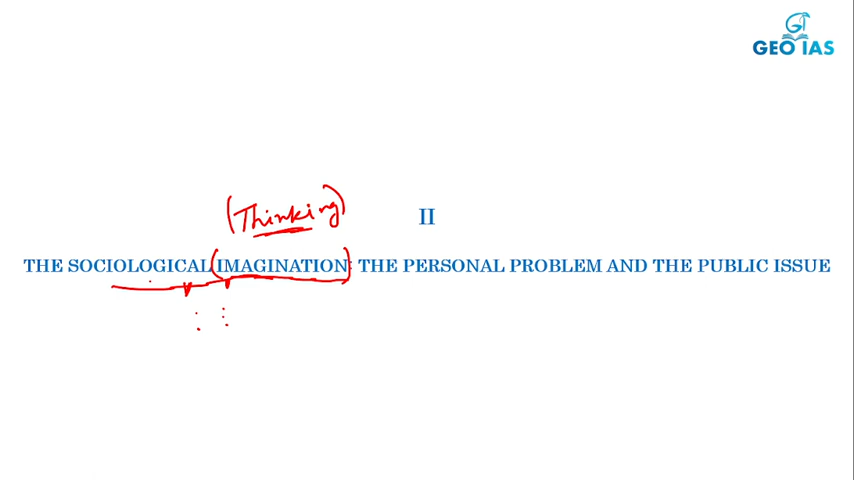 GEO IAS
(Thinking)
II
THE SOCIOLOGICAL IMAGINATION: THE PERSONAL PROBLEM AND THE PUBLIC ISSUE